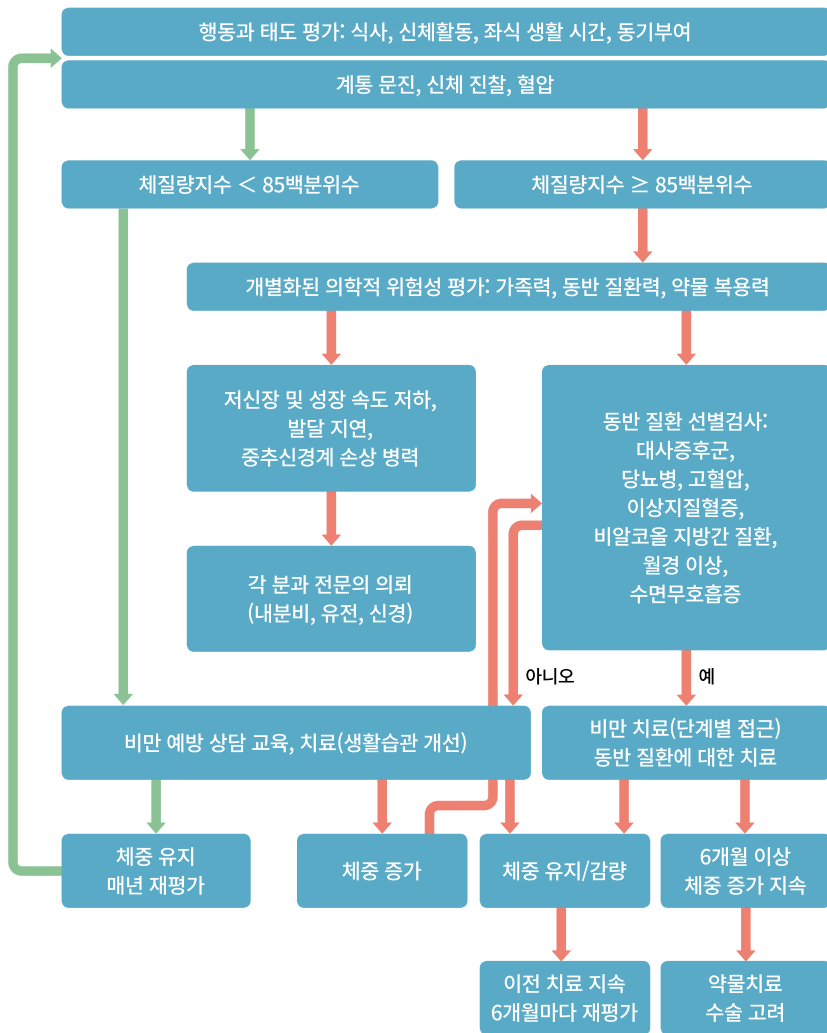 행동과 태도 평가: 식사, 신체활동, 좌식 생활 시간, 동기부여
계통 문진, 신체 진찰, 혈압
체질량지수 < 85백분위수
체질량지수 ≥ 85백분위수
개별화된 의학적 위험성 평가: 가족력, 동반 질환력, 약물 복용력
저신장 및 성장 속도 저하,
발달 지연,
중추신경계 손상 병력
동반 질환 선별검사:
대사증후군,
당뇨병, 고혈압,
이상지질혈증,
비알코올 지방간 질환,
월경 이상,
수면무호흡증
각 분과 전문의 의뢰
(내분비, 유전, 신경)
아니오
예
비만 예방 상담 교육, 치료(생활습관 개선)
비만 치료(단계별 접근)
동반 질환에 대한 치료
체중 유지
매년 재평가
체중 증가
체중 유지/감량
6개월 이상
체중 증가 지속
이전 치료 지속
6개월마다 재평가
약물치료
수술 고려